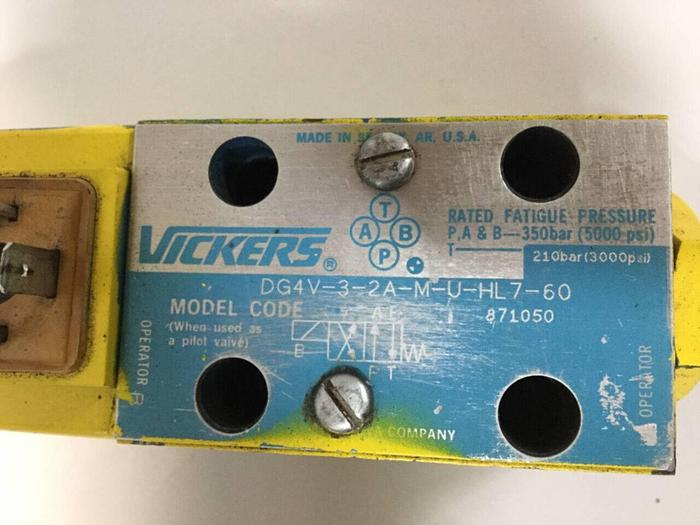 MADE IN AR, U.S.A.
VICKERS®
T
A B
P
RATED FATIGUE PRESSURE
P, A & B—350bar (5000 psi)
T— 210bar (3000psi)
DG4V-3-2A-M-U-HL7-60
MODEL CODE
871050
(When used as
a pilot valve)
A B
B
P T
OPERATOR B
OPERATOR
COMPANY